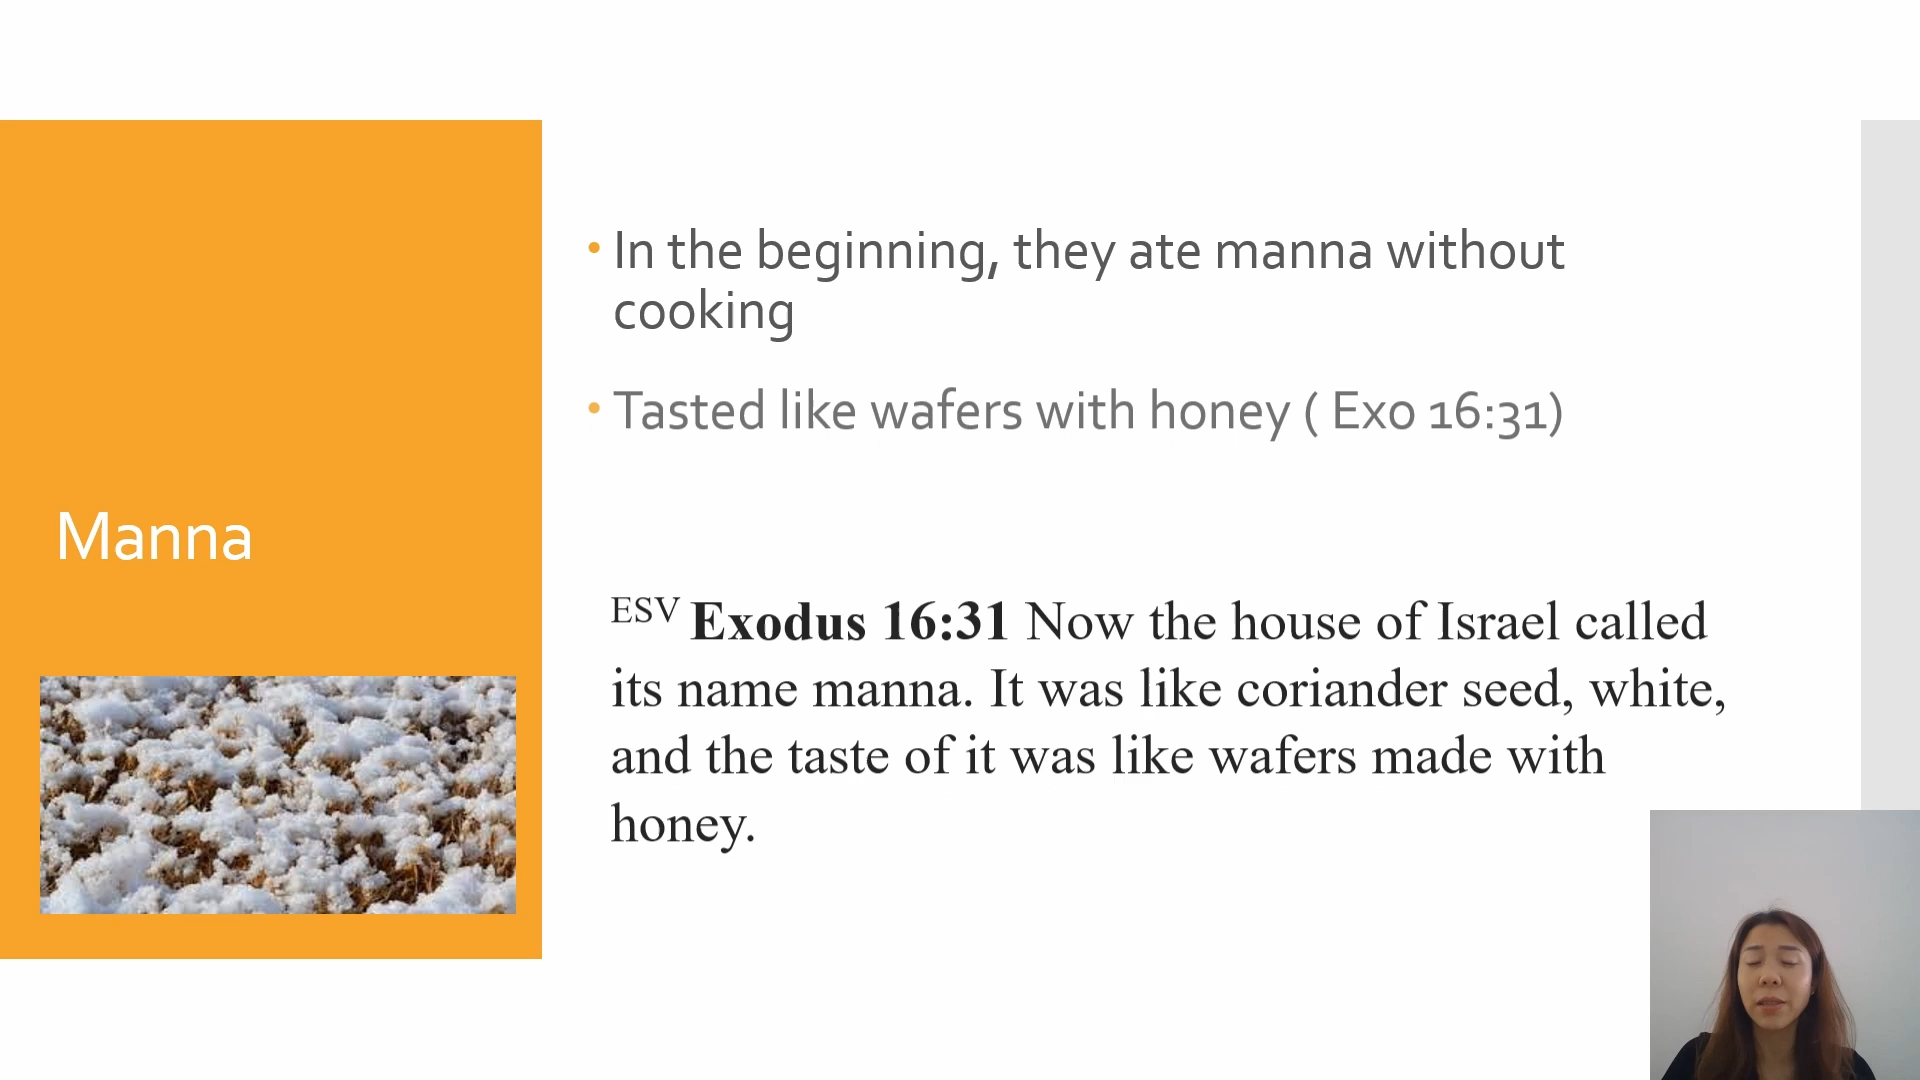 Manna
• In the beginning, they ate manna without
cooking
• Tasted like wafers with honey ( Exo 16:31)
ESV Exodus 16:31 Now the house of Israel called
its name manna. It was like coriander seed, white,
and the taste of it was like wafers made with
honey.